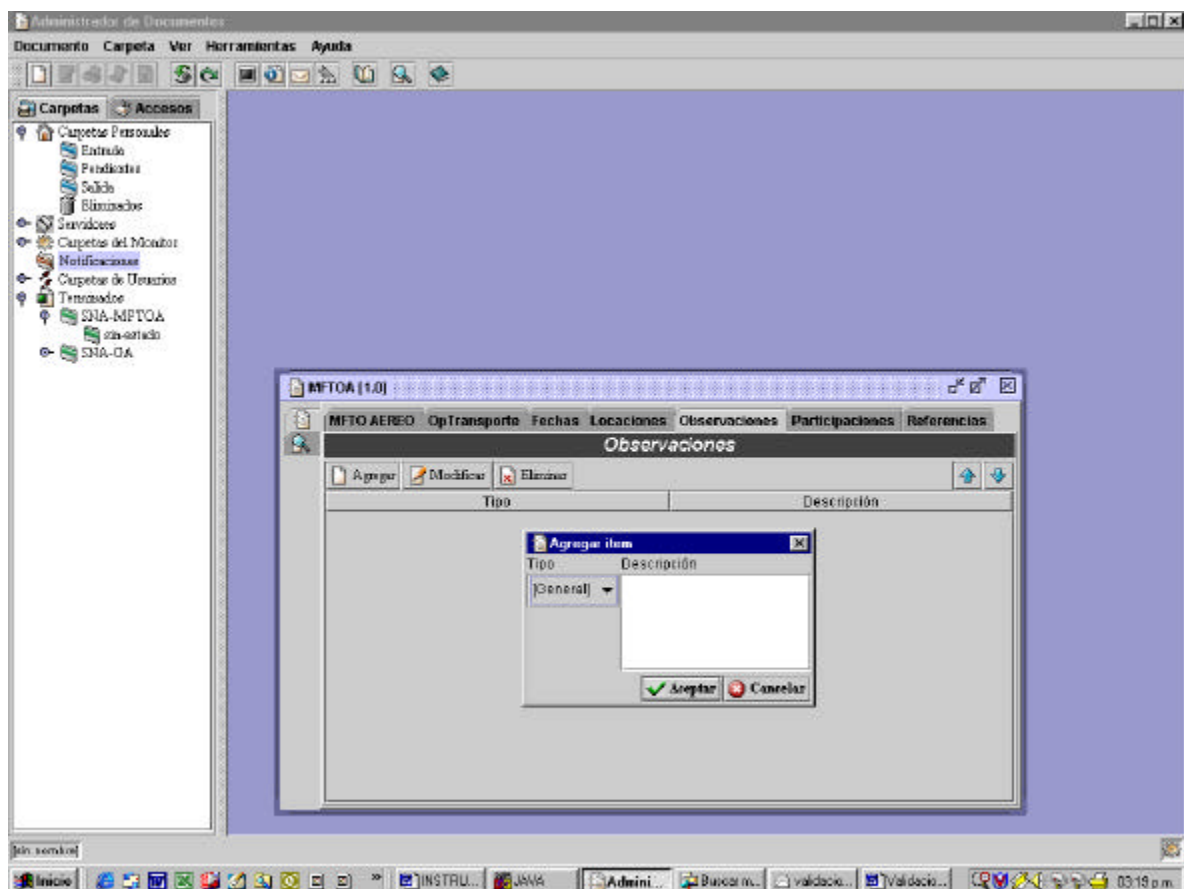 Administrador de Documentos
Documento Carpeta Ver Herramientas Ayuda
Carpetas Accesos
Carpetas Personales
Entrada
Pendientes
Salida
Eliminados
Servidores
Carpetas del Monitor
Notificaciones
Carpetas de Usuarios
Terminados
SNA-MPTOA
sin-estado
SNA-OA
MFTOA [1.0]
MFTO AEREO OpTransporte Fechas Locaciones Observaciones Participaciones Referencias
Observaciones
Agregar Modificar Eliminar
Tipo Descripción
Agregar item
Tipo Descripción
[General]
Aceptar Cancelar
[sin nombre]
Inicio » INSTRU... JAVA Admini... Buscar m... validacio... Validacio... 03:19 p.m.